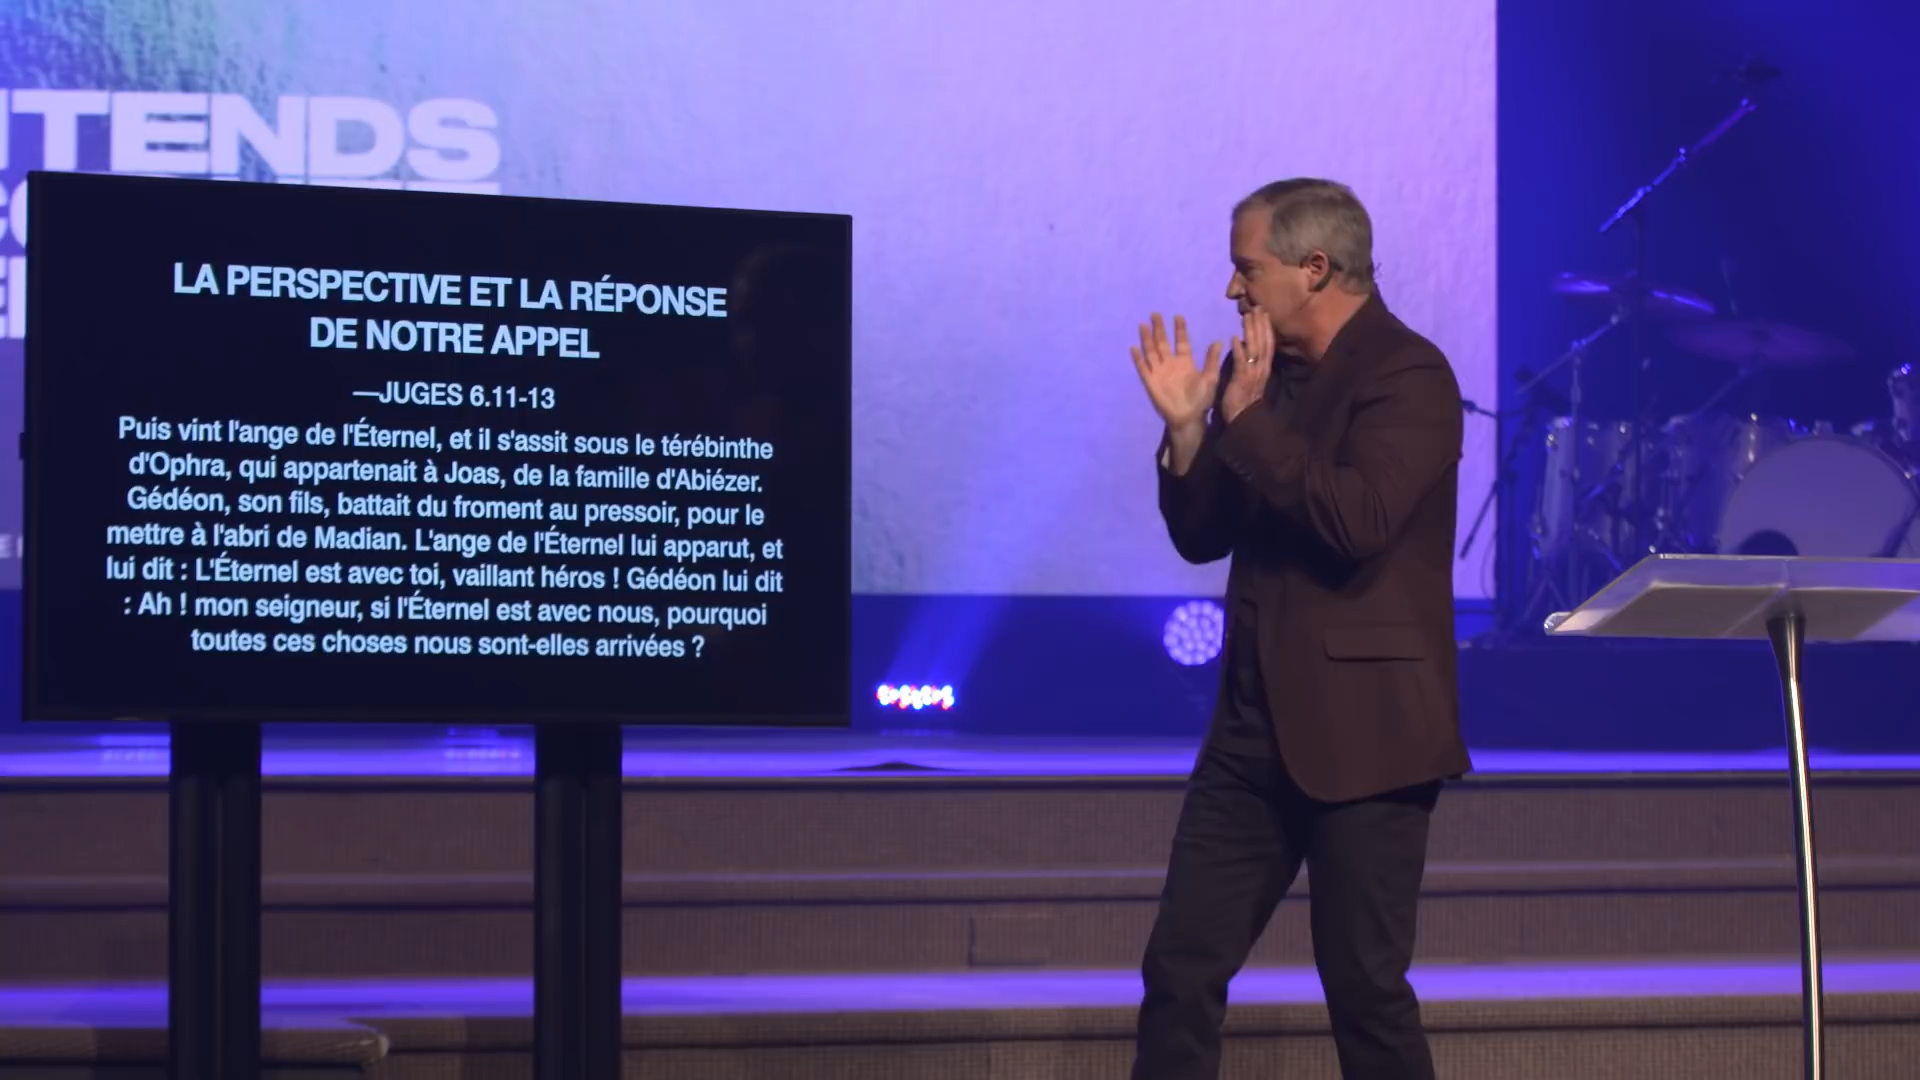 TENDS
LA PERSPECTIVE ET LA RÉPONSE
DE NOTRE APPEL
—JUGES 6.11-13
Puis vint l'ange de l'Éternel, et il s'assit sous le térébinthe
d'Ophra, qui appartenait à Joas, de la famille d'Abiézer.
Gédéon, son fils, battait du froment au pressoir, pour le
mettre à l'abri de Madian. L'ange de l'Éternel lui apparut, et
lui dit : L'Éternel est avec toi, vaillant héros ! Gédéon lui dit
: Ah ! mon seigneur, si l'Éternel est avec nous, pourquoi
toutes ces choses nous sont-elles arrivées ?